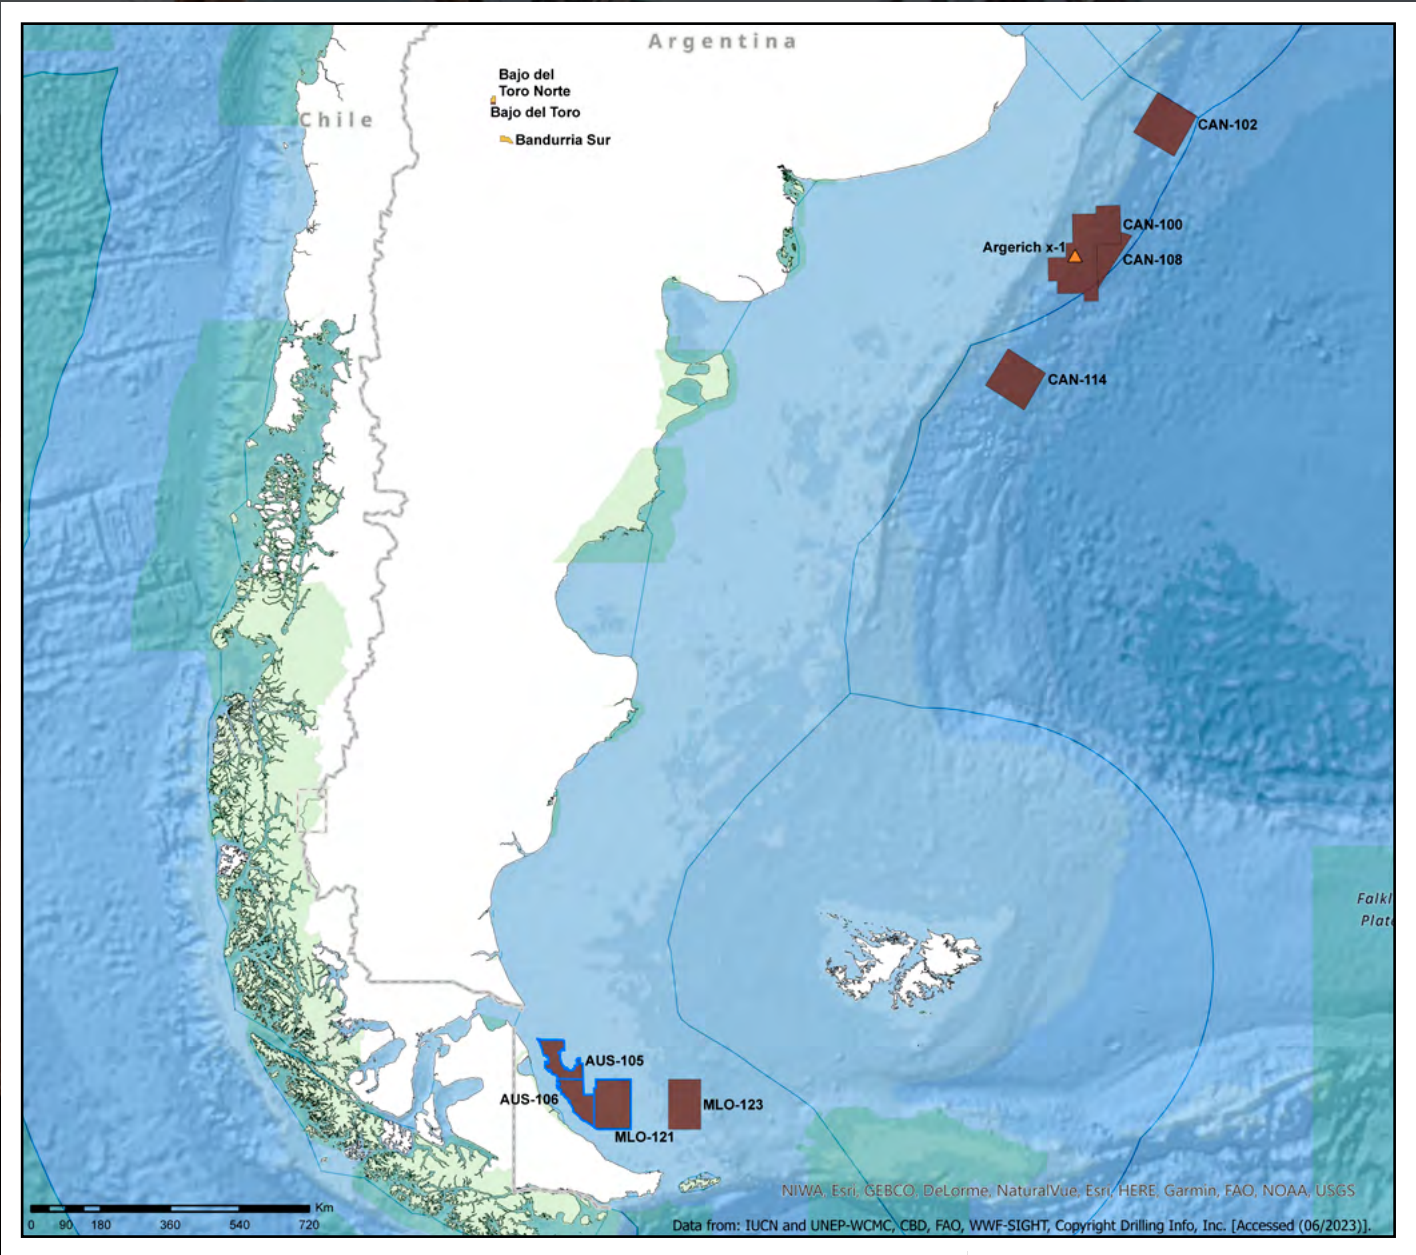 Argentina
Bajo del
Toro Norte
Bajo del Toro
Bandurria Sur
Chile
CAN-102
CAN-100
Argerich x-1
CAN-108
CAN-114
Falkl
Plate
AUS-105
AUS-106
MLO-123
MLO-121
NIWA, Esri, GEBCO, DeLorme, NaturalVue, Esri, HERE, Garmin, FAO, NOAA, USGS
Km
0 90 180 360 540 720
Data from: IUCN and UNEP-WCMC, CBD, FAO, WWF-SIGHT, Copyright Drilling Info, Inc. [Accessed (06/2023)].